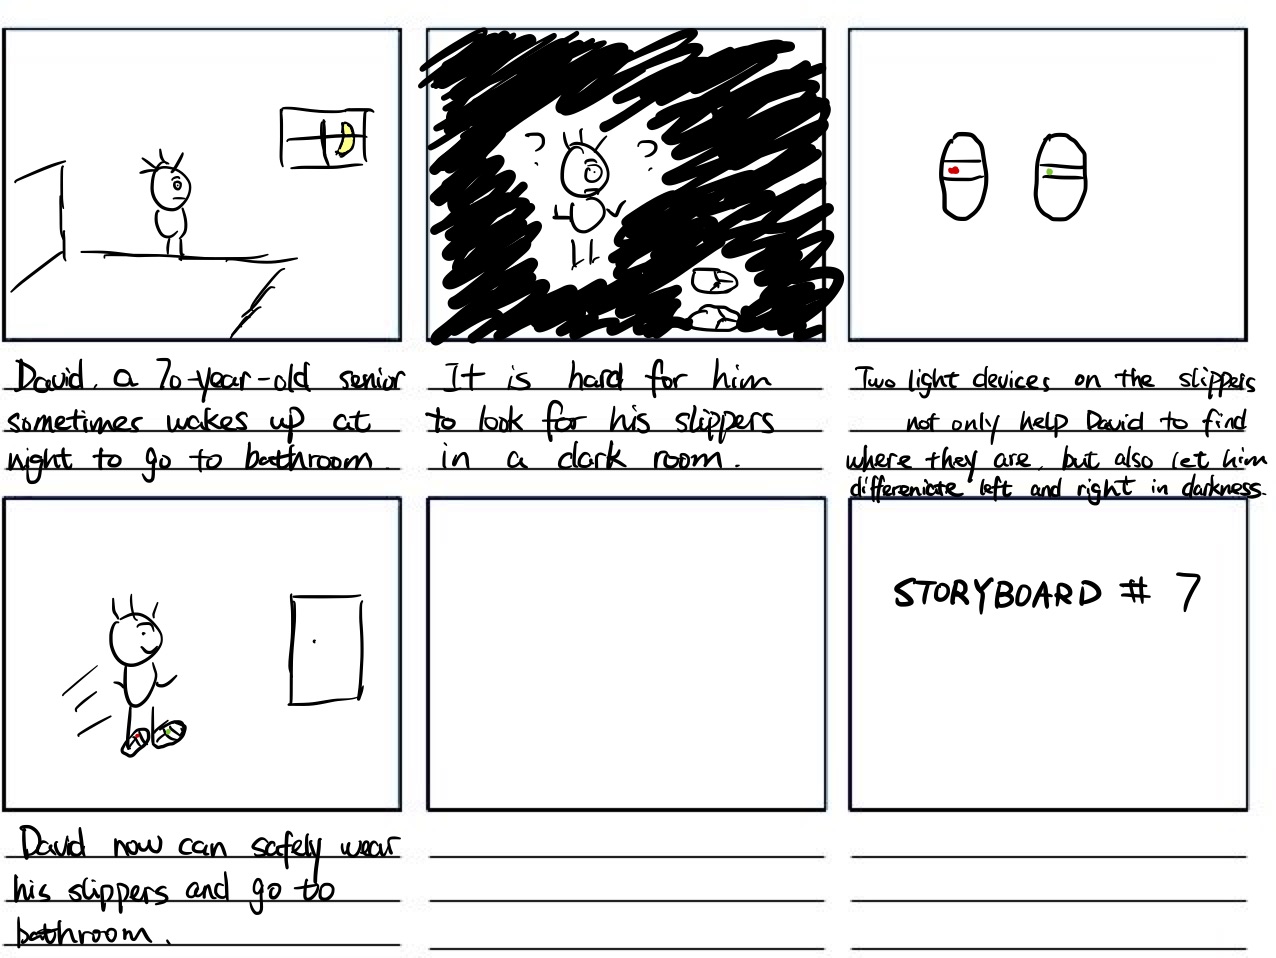 David, a 70-year-old senior
sometimes wakes up at
night to go to bathroom.
It is hard for him
to look for his slippers
in a dark room.
Two light devices on the slippers
not only help David to find
where they are, but also let him
differenicate left and right in darkness.
David now can safely wear
his slippers and go to
bathroom.
STORYBOARD # 7
? ?